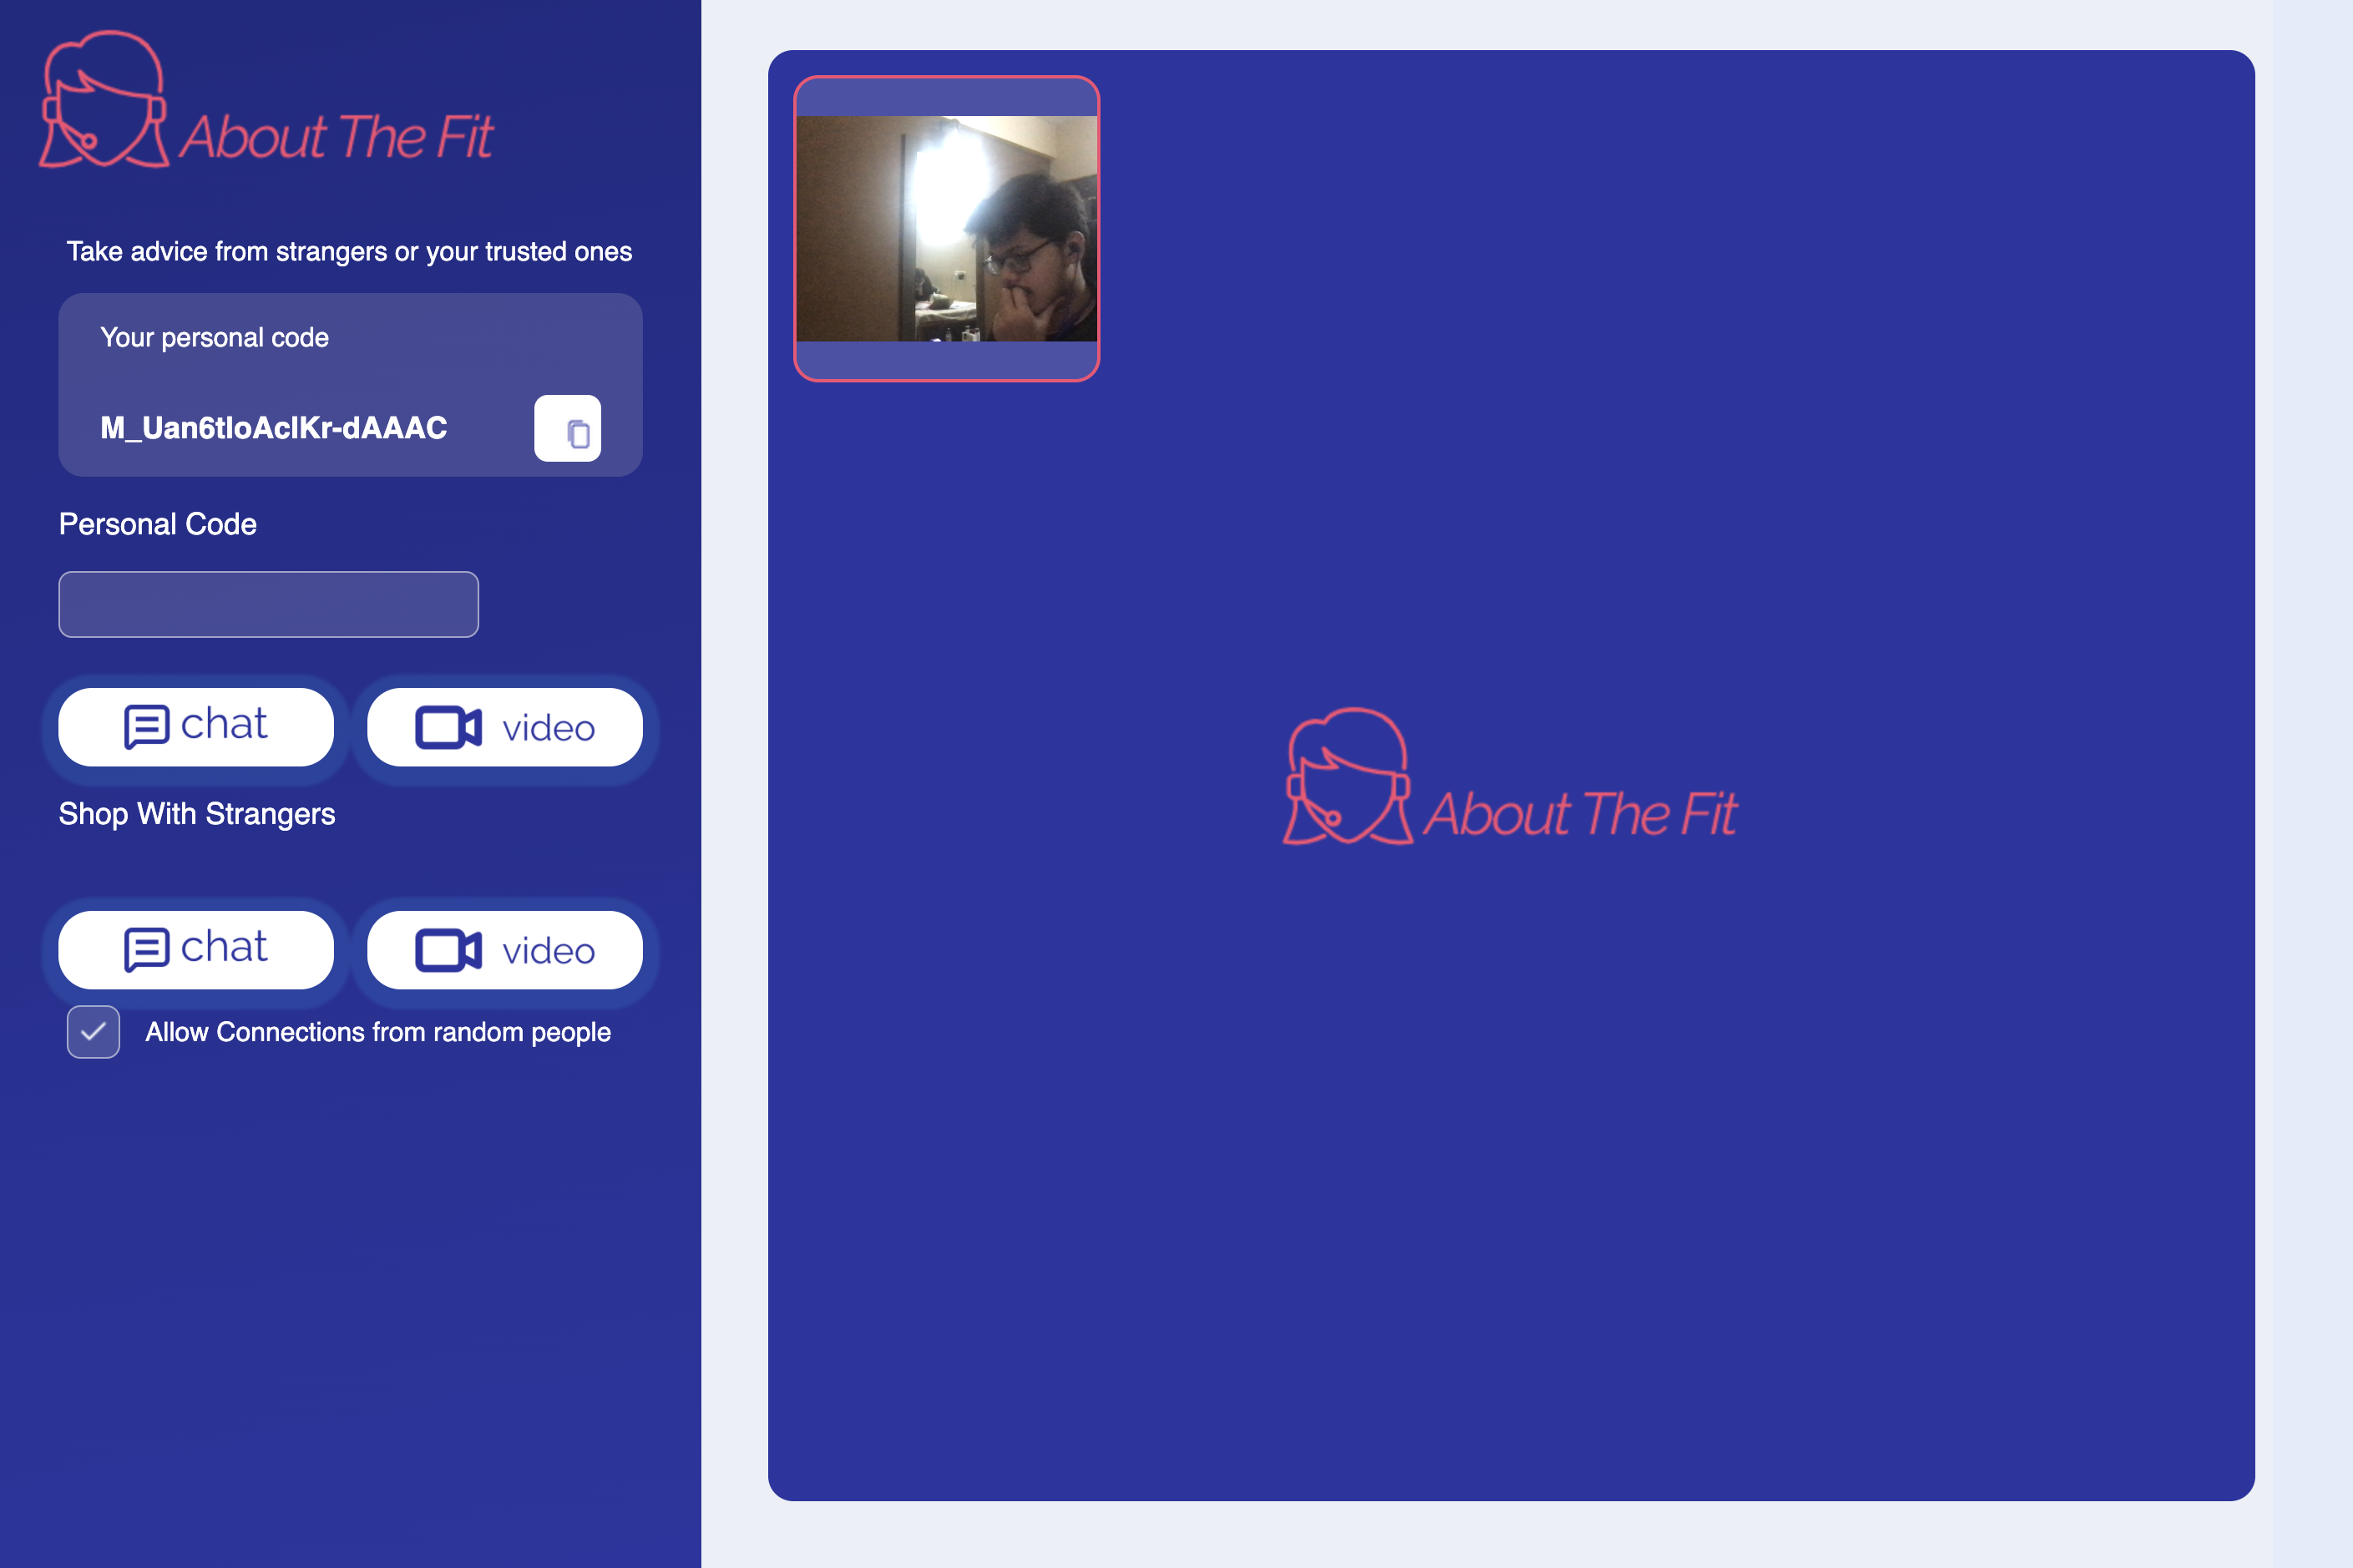 About The Fit
Take advice from strangers or your trusted ones
Your personal code
M_Uan6tIoAclKr-dAAAC
Personal Code
chat
video
Shop With Strangers
chat
video
Allow Connections from random people
About The Fit